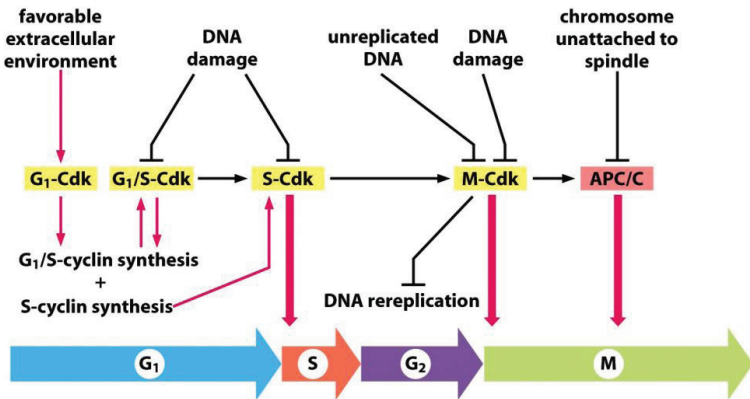 favorable
extracellular
environment
DNA
damage
unreplicated
DNA
DNA
damage
chromosome
unattached to
spindle
G₁-Cdk
G₁/S-Cdk
S-Cdk
M-Cdk
APC/C
G₁/S-cyclin synthesis
+
S-cyclin synthesis
DNA rereplication
G₁
S
G₂
M